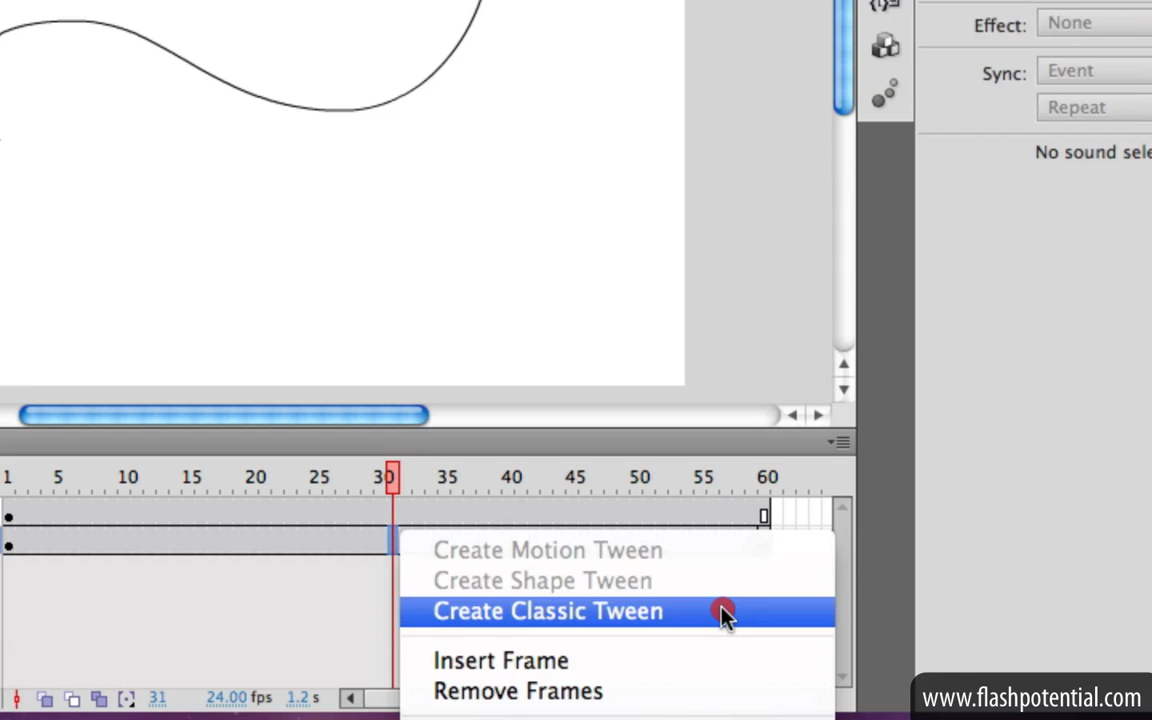 Effect: None
Sync: Event
Repeat
No sound sele
1 5 10 15 20 25 30 35 40 45 50 55 60
Create Motion Tween
Create Shape Tween
Create Classic Tween
Insert Frame
Remove Frames
31 24.00 fps 1.2 s
www.flashpotential.com